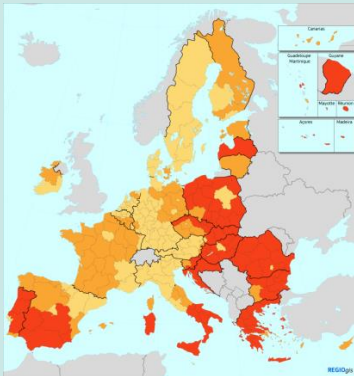 Canarias
Guadeloupe
Martinique
Guyane
Mayotte
Réunion
Açores
Madeira
REGIOgis